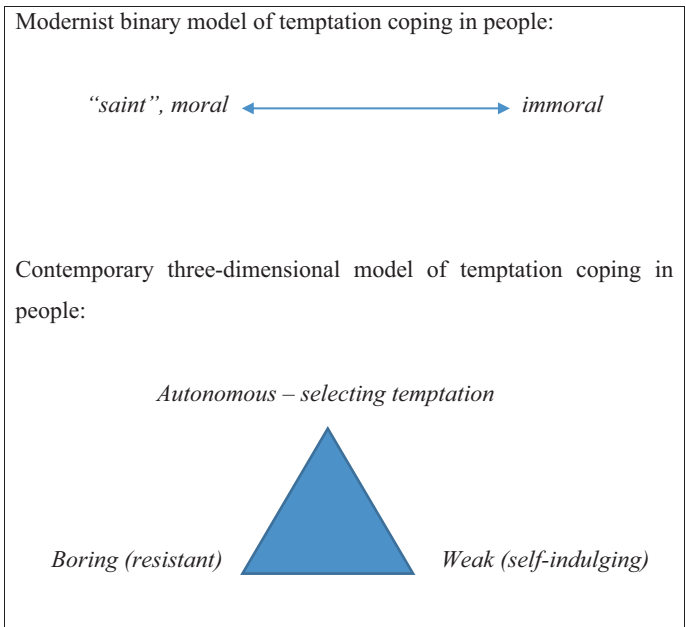 Modernist binary model of temptation coping in people:
“saint”, moral immoral
Contemporary three-dimensional model of temptation coping in
people:
Autonomous – selecting temptation
Boring (resistant) Weak (self-indulging)